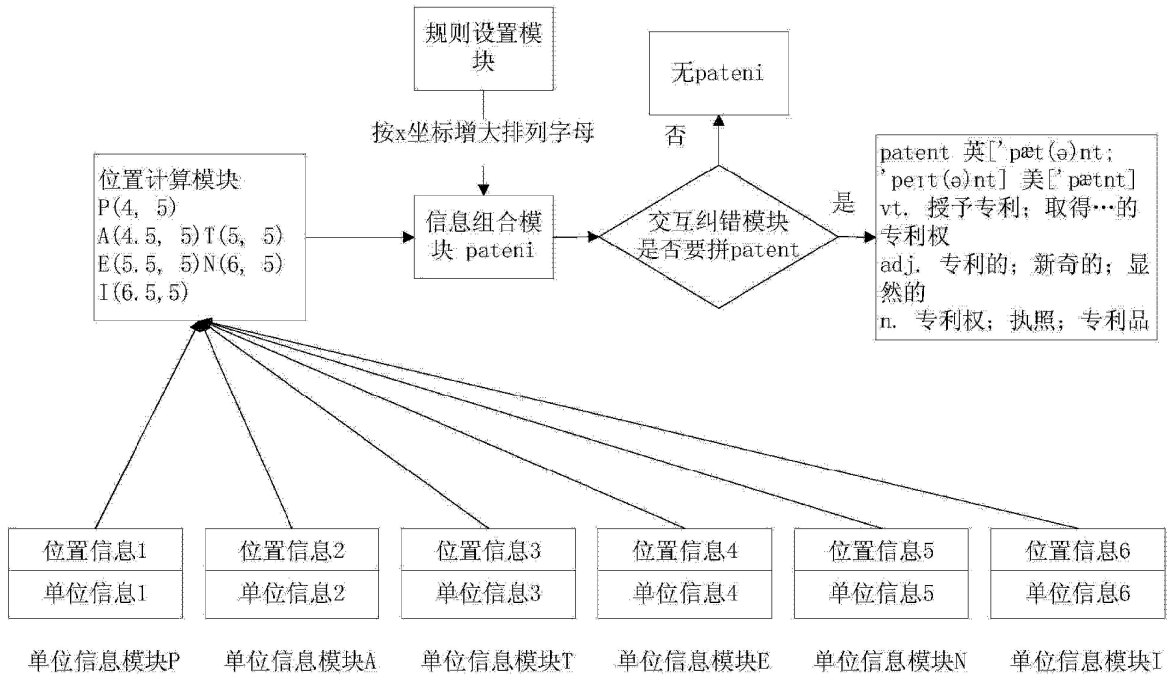 规则设置模
块
无pateni
按x坐标增大排列字母
否
位置计算模块
P(4, 5)
A(4.5, 5)T(5, 5)
E(5.5, 5)N(6, 5)
I(6.5,5)
信息组合模
块 pateni
交互纠错模块
是否要拼patent
是
patent 英['pæt(ə)nt;
'peɪt(ə)nt] 美['pætnt]
vt. 授予专利；取得…的
专利权
adj. 专利的；新奇的；显
然的
n. 专利权；执照；专利品
位置信息1
位置信息2
位置信息3
位置信息4
位置信息5
位置信息6
单位信息1
单位信息2
单位信息3
单位信息4
单位信息5
单位信息6
单位信息模块P
单位信息模块A
单位信息模块T
单位信息模块E
单位信息模块N
单位信息模块I